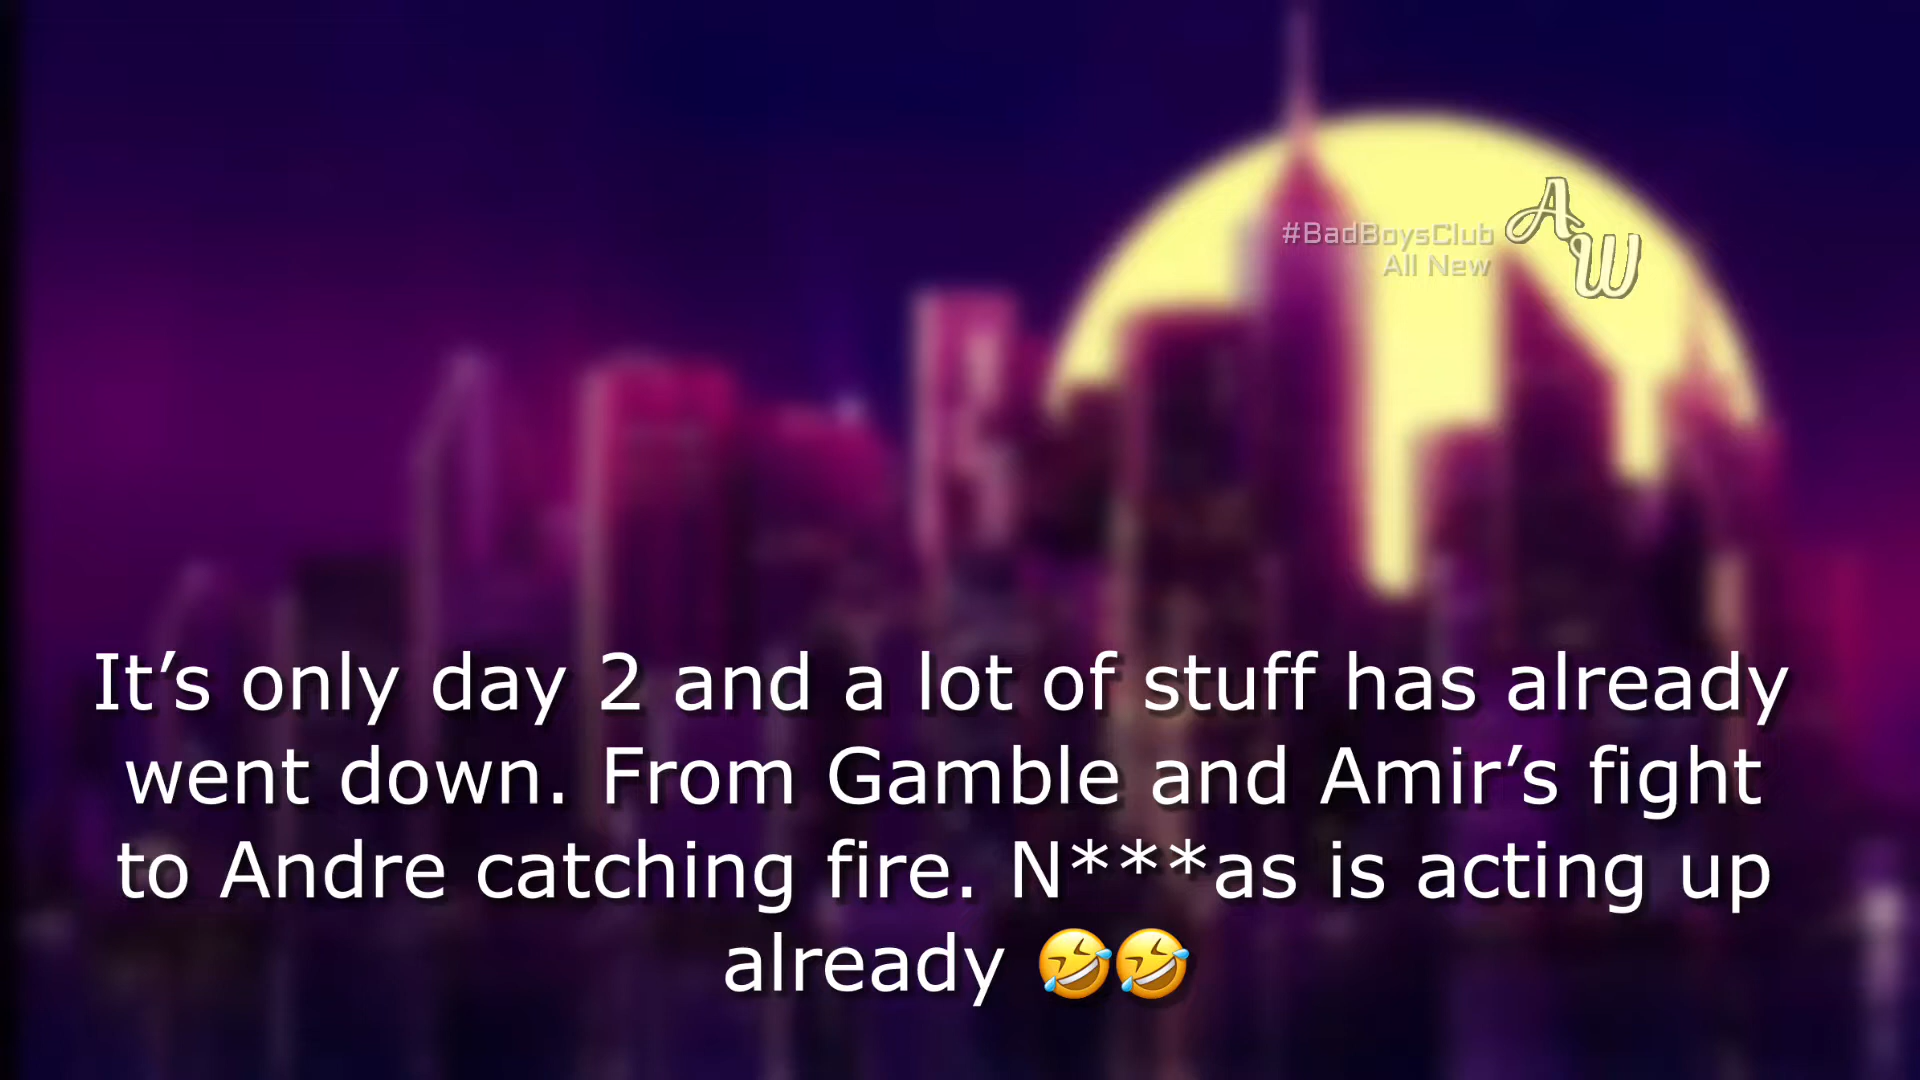 #BadBoysClub
All New
AW
It’s only day 2 and a lot of stuff has already
went down. From Gamble and Amir’s fight
to Andre catching fire. N***as is acting up
already 🤣🤣